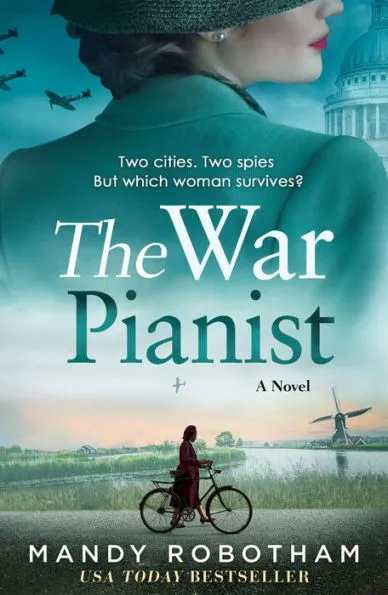 Two cities. Two spies
But which woman survives?
The War
Pianist
A Novel
MANDY ROBOTHAM
USA TODAY BESTSELLER